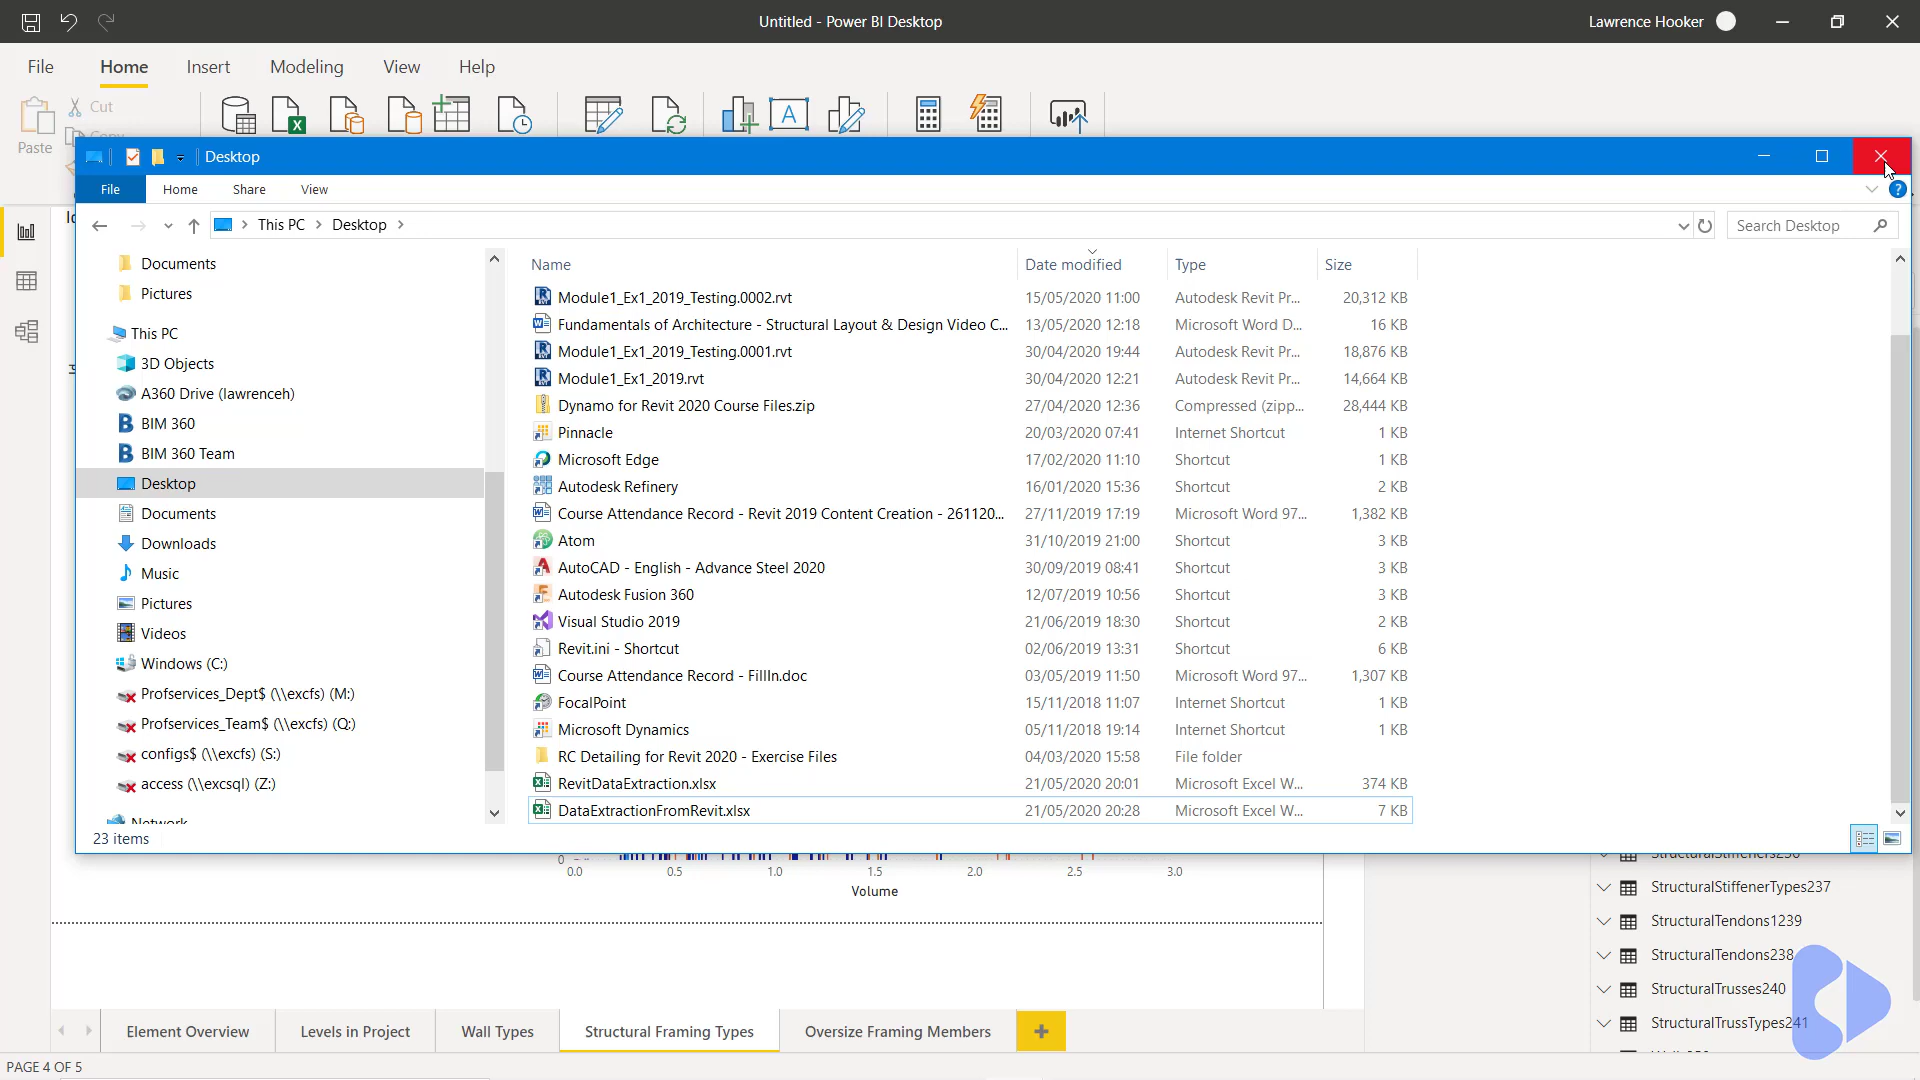 Untitled - Power BI Desktop
Lawrence Hooker
File Home Insert Modeling View Help
Paste
Cut
Desktop
File Home Share View
This PC > Desktop >
Search Desktop
Documents
Pictures
This PC
3D Objects
A360 Drive (lawrenceh)
BIM 360
BIM 360 Team
Desktop
Documents
Downloads
Music
Pictures
Videos
Windows (C:)
Profservices_Dept$ (\\excfs) (M:)
Profservices_Team$ (\\excfs) (Q:)
configs$ (\\excfs) (S:)
access (\\excsql) (Z:)
Network
23 items
Name Date modified Type Size
Module1_Ex1_2019_Testing.0002.rvt 15/05/2020 11:00 Autodesk Revit Pr... 20,312 KB
Fundamentals of Architecture - Structural Layout & Design Video C... 13/05/2020 12:18 Microsoft Word D... 16 KB
Module1_Ex1_2019_Testing.0001.rvt 30/04/2020 19:44 Autodesk Revit Pr... 18,876 KB
Module1_Ex1_2019.rvt 30/04/2020 12:21 Autodesk Revit Pr... 14,664 KB
Dynamo for Revit 2020 Course Files.zip 27/04/2020 12:36 Compressed (zipp... 28,444 KB
Pinnacle 20/03/2020 07:41 Internet Shortcut 1 KB
Microsoft Edge 17/02/2020 11:10 Shortcut 1 KB
Autodesk Refinery 16/01/2020 15:36 Shortcut 2 KB
Course Attendance Record - Revit 2019 Content Creation - 261120... 27/11/2019 17:19 Microsoft Word 97... 1,382 KB
Atom 31/10/2019 21:00 Shortcut 3 KB
AutoCAD - English - Advance Steel 2020 30/09/2019 08:41 Shortcut 3 KB
Autodesk Fusion 360 12/07/2019 10:56 Shortcut 3 KB
Visual Studio 2019 21/06/2019 18:30 Shortcut 2 KB
Revit.ini - Shortcut 02/06/2019 13:31 Shortcut 6 KB
Course Attendance Record - FillIn.doc 03/05/2019 11:50 Microsoft Word 97... 1,307 KB
FocalPoint 15/11/2018 11:07 Internet Shortcut 1 KB
Microsoft Dynamics 05/11/2018 19:14 Internet Shortcut 1 KB
RC Detailing for Revit 2020 - Exercise Files 04/03/2020 15:58 File folder
RevitDataExtraction.xlsx 21/05/2020 20:01 Microsoft Excel W... 374 KB
DataExtractionFromRevit.xlsx 21/05/2020 20:28 Microsoft Excel W... 7 KB
0
0.0 0.5 1.0 1.5 2.0 2.5 3.0
Volume
StructuralStiffenerTypes237
StructuralTendons1239
StructuralTendons238
StructuralTrusses240
StructuralTrussTypes241
Element Overview Levels in Project Wall Types Structural Framing Types Oversize Framing Members
PAGE 4 OF 5